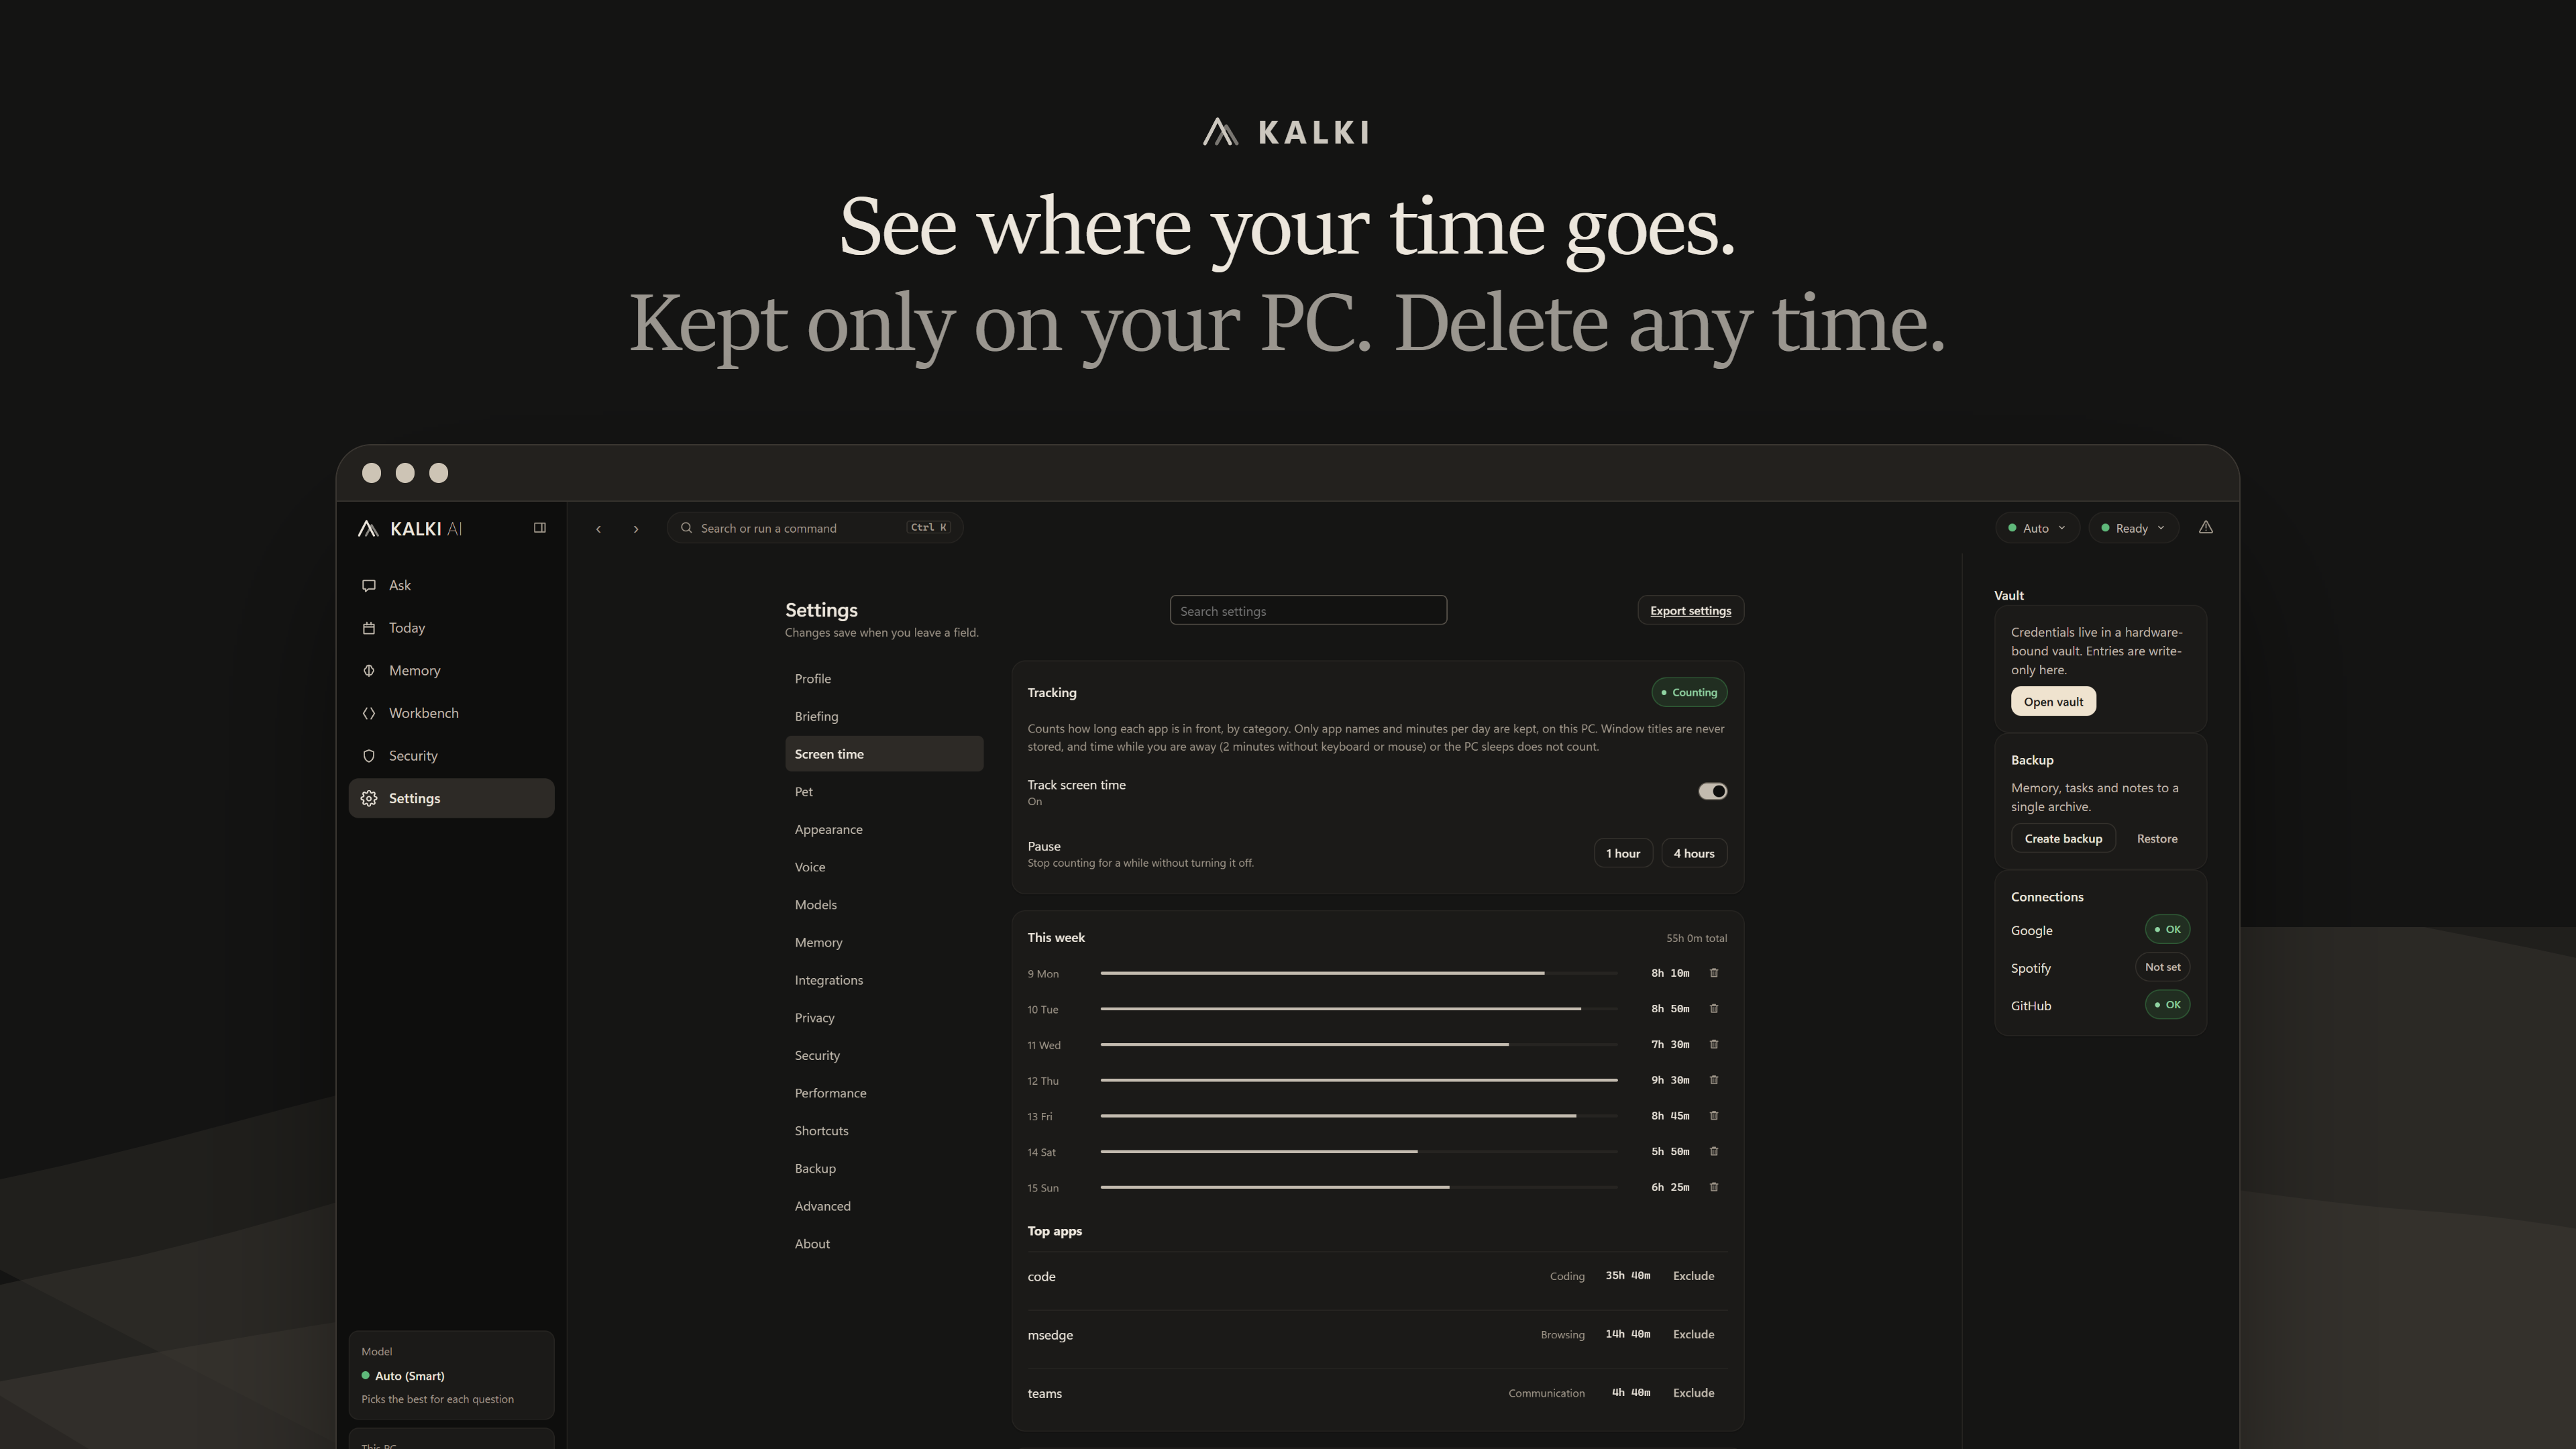 KALKI
See where your time goes.
Kept only on your PC. Delete any time.
KALKI AI
Search or run a command
Ctrl K
Auto
Ready
Ask
Today
Memory
Workbench
Security
Settings
Model
Auto (Smart)
Picks the best for each question
Settings
Changes save when you leave a field.
Search settings
Export settings
Profile
Briefing
Screen time
Pet
Appearance
Voice
Models
Memory
Integrations
Privacy
Security
Performance
Shortcuts
Backup
Advanced
About
Tracking
Counting
Counts how long each app is in front, by category. Only app names and minutes per day are kept, on this PC. Window titles are never
stored, and time while you are away (2 minutes without keyboard or mouse) or the PC sleeps does not count.
Track screen time
On
Pause
Stop counting for a while without turning it off.
1 hour
4 hours
This week
55h 0m total
9 Mon 8h 10m
10 Tue 8h 50m
11 Wed 7h 30m
12 Thu 9h 30m
13 Fri 8h 45m
14 Sat 5h 50m
15 Sun 6h 25m
Top apps
code Coding 35h 40m Exclude
msedge Browsing 14h 40m Exclude
teams Communication 4h 40m Exclude
Vault
Credentials live in a hardware-
bound vault. Entries are write-
only here.
Open vault
Backup
Memory, tasks and notes to a
single archive.
Create backup
Restore
Connections
Google OK
Spotify Not set
GitHub OK